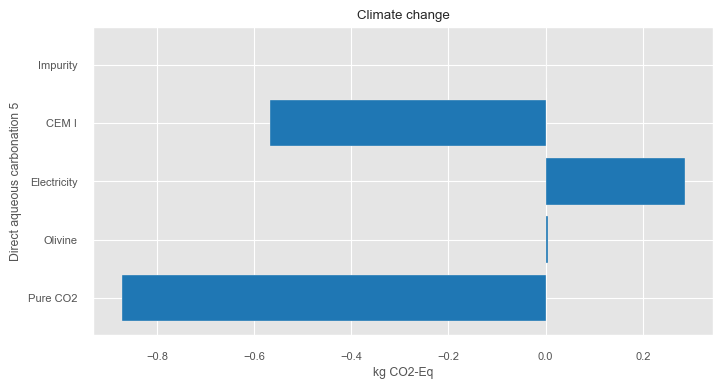 Climate change
Direct aqueous carbonation 5
Impurity
CEM I
Electricity
Olivine
Pure CO2
−0.8 −0.6 −0.4 −0.2 0.0 0.2
kg CO2-Eq